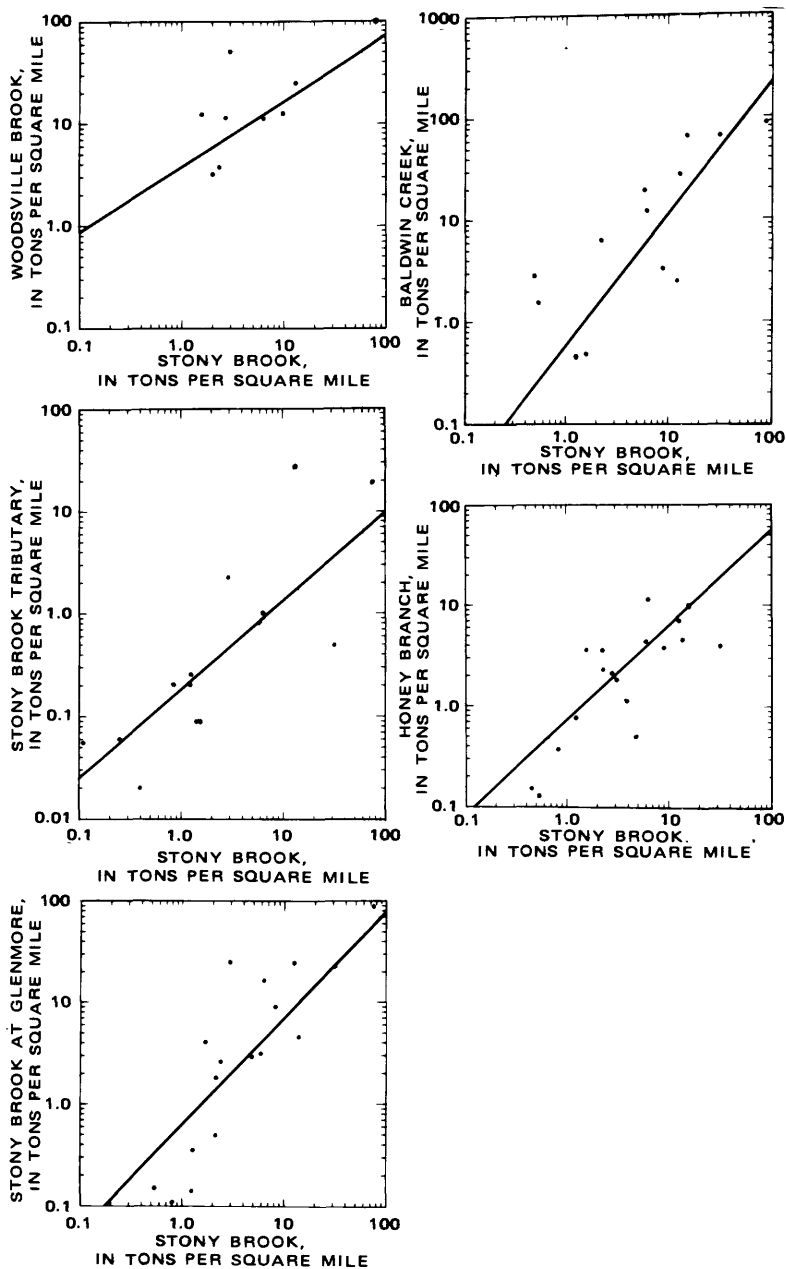 WOODSVILLE BROOK,
IN TONS PER SQUARE MILE
100
10
1.0
0.1
0.1
1.0
10
100
STONY BROOK,
IN TONS PER SQUARE MILE
BALDWIN CREEK,
IN TONS PER SQUARE MILE
1000
100
10
1.0
0.1
0.1
1.0
10
100
STONY BROOK,
IN TONS PER SQUARE MILE
STONY BROOK TRIBUTARY,
IN TONS PER SQUARE MILE
100
10
1.0
0.1
0.01
0.1
1.0
10
100
STONY BROOK,
IN TONS PER SQUARE MILE
HONEY BRANCH,
IN TONS PER SQUARE MILE
100
10
1.0
0.1
0.1
1.0
10
100
STONY BROOK.
IN TONS PER SQUARE MILE
STONY BROOK AT GLENMORE,
IN TONS PER SQUARE MILE
100
10
1.0
0.1
0.1
1.0
10
100
STONY BROOK,
IN TONS PER SQUARE MILE